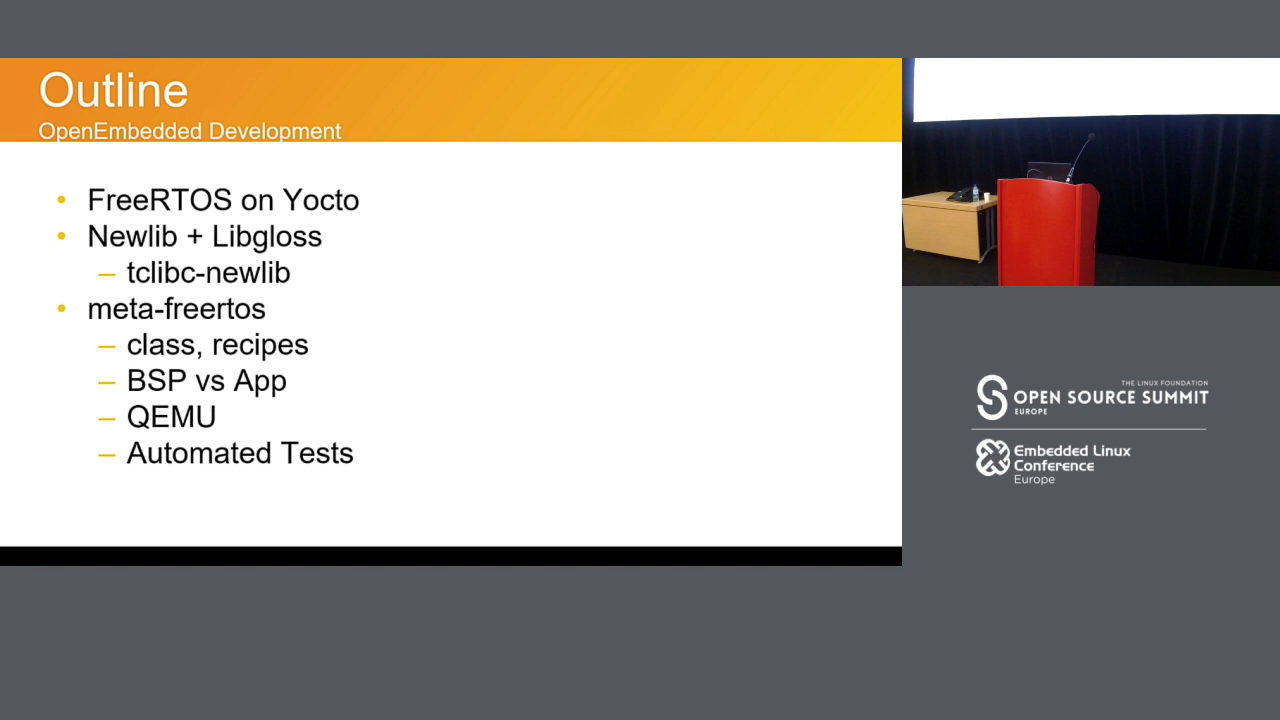 Outline
OpenEmbedded Development
• FreeRTOS on Yocto
• Newlib + Libgloss
– tclibc-newlib
• meta-freertos
– class, recipes
– BSP vs App
– QEMU
– Automated Tests
THE LINUX FOUNDATION
OPEN SOURCE SUMMIT
EUROPE
Embedded Linux
Conference
Europe